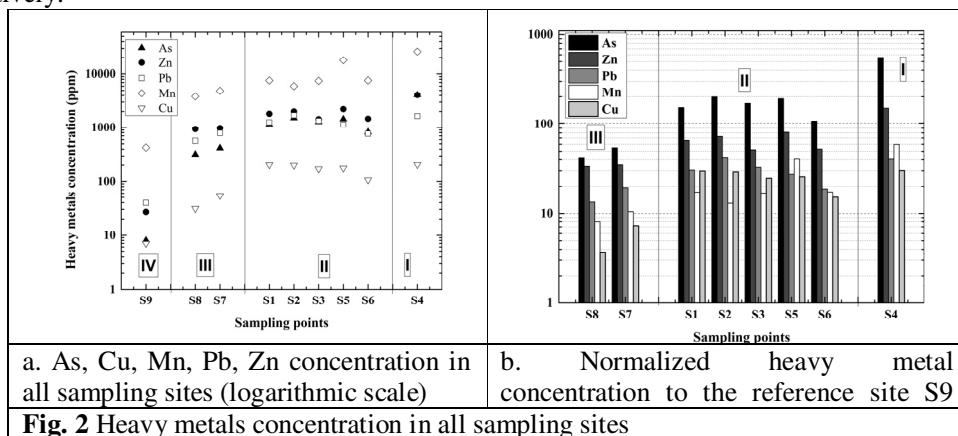 ively.
As
Zn
Pb
Mn
Cu
Heavy metals concentration (ppm)
10000
1000
100
10
1
IV
III
II
I
S9 S8 S7 S1 S2 S3 S5 S6 S4
Sampling points
As
Zn
Pb
Mn
Cu
1000
100
10
1
III
II
I
S8 S7 S1 S2 S3 S5 S6 S4
Sampling points
a. As, Cu, Mn, Pb, Zn concentration in
all sampling sites (logarithmic scale)
b. Normalized heavy metal
concentration to the reference site S9
Fig. 2 Heavy metals concentration in all sampling sites